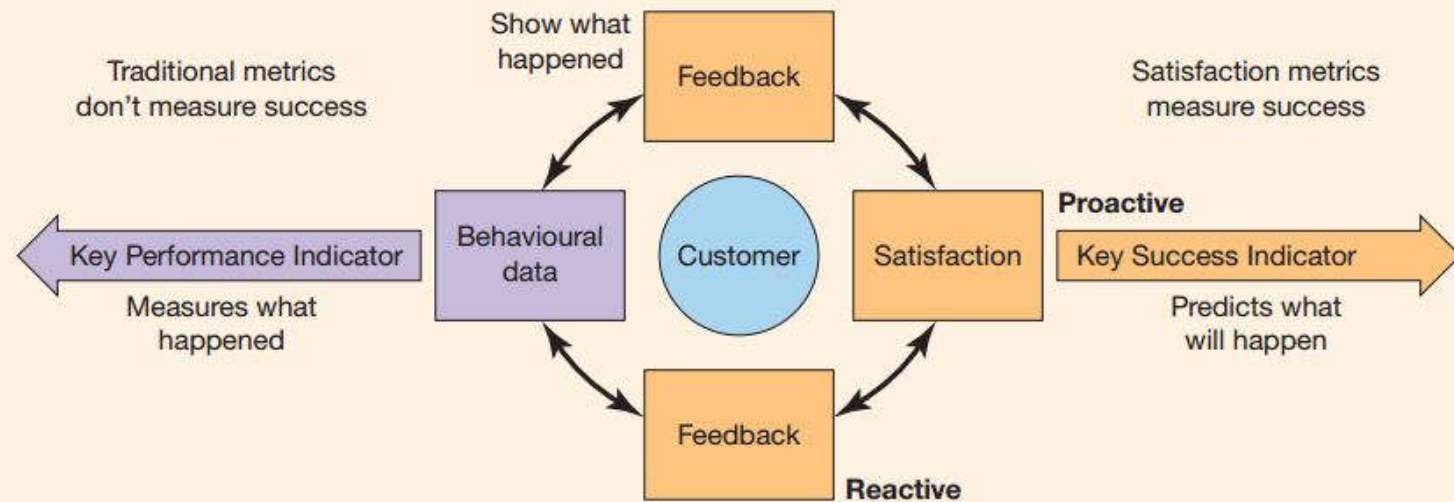 Show what
happened
Feedback
Traditional metrics
don't measure success
Satisfaction metrics
measure success
Proactive
Key Performance Indicator
Behavioural
data
Customer
Satisfaction
Key Success Indicator
Measures what
happened
Predicts what
will happen
Feedback
Reactive